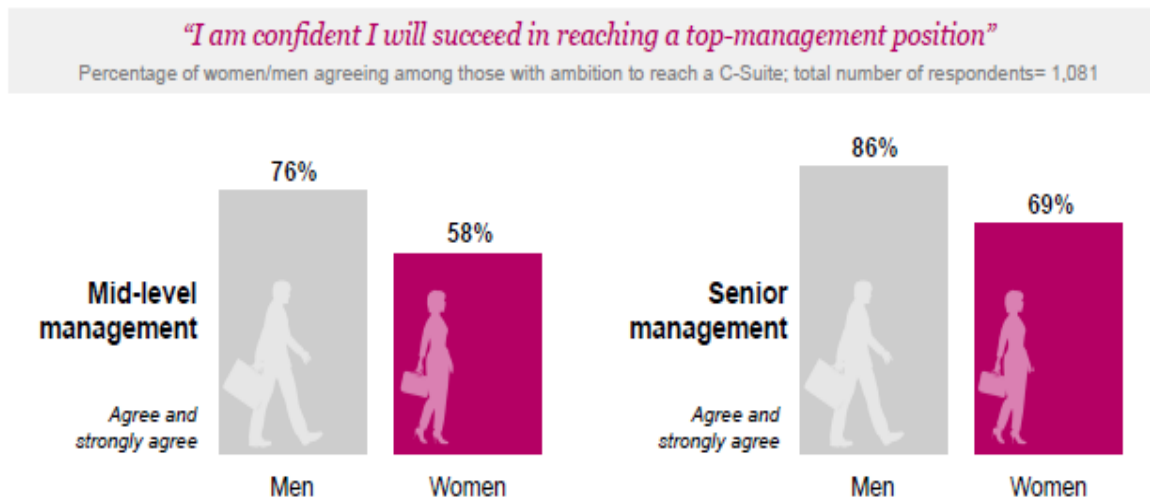 “I am confident I will succeed in reaching a top-management position”
Percentage of women/men agreeing among those with ambition to reach a C-Suite; total number of respondents= 1,081
76%
58%
Mid-level
management
Agree and
strongly agree
Men
Women
86%
69%
Senior
management
Agree and
strongly agree
Men
Women